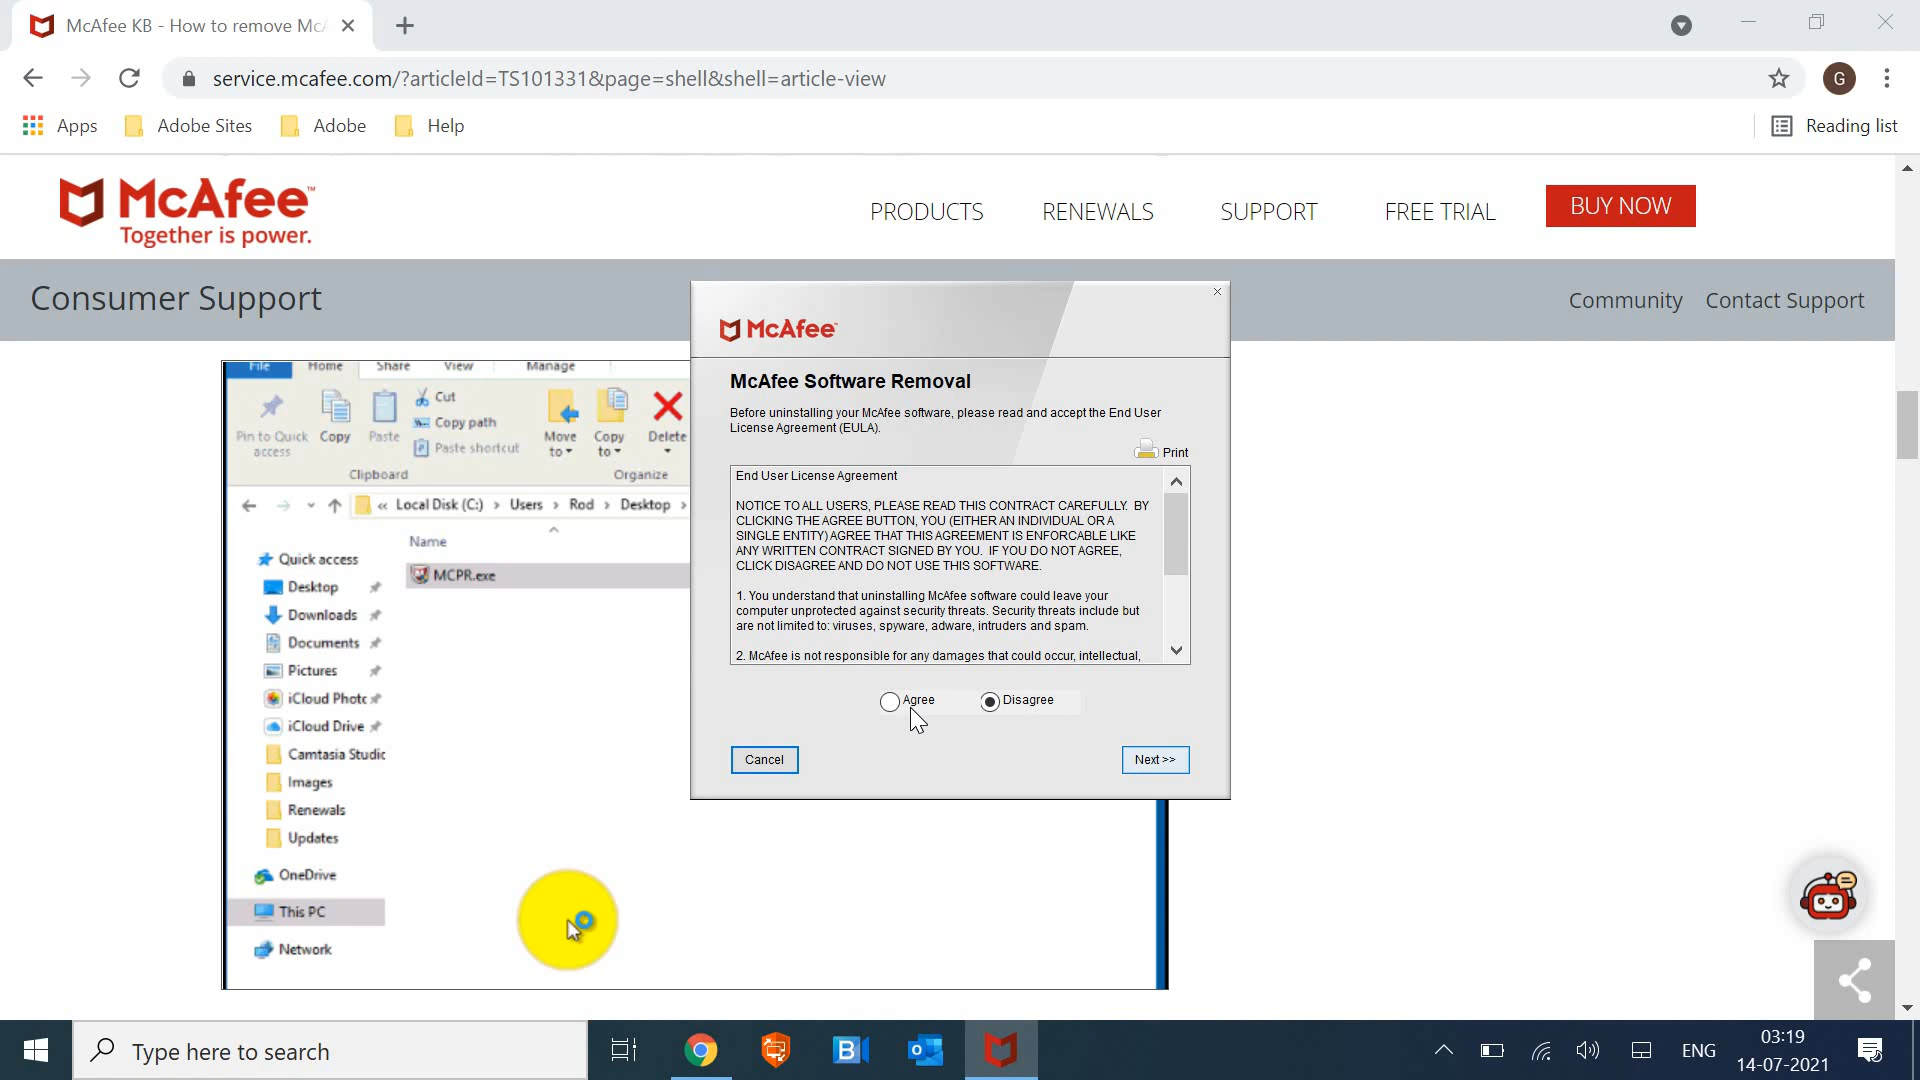 McAfee KB - How to remove McA
service.mcafee.com/?articleId=TS101331&page=shell&shell=article-view
G
Apps
Adobe Sites
Adobe
Help
Reading list
McAfee™
Together is power.
PRODUCTS
RENEWALS
SUPPORT
FREE TRIAL
BUY NOW
Consumer Support
Community
Contact Support
File
Home
Share
View
Manage
Pin to Quick
access
Copy
Paste
Cut
Copy path
Paste shortcut
Move
to
Copy
to
Delete
Clipboard
Organize
« Local Disk (C:) > Users > Rod > Desktop >
Name
MCPR.exe
Quick access
Desktop
Downloads
Documents
Pictures
iCloud Photo
iCloud Drive
Camtasia Studio
Images
Renewals
Updates
OneDrive
This PC
Network
McAfee™
McAfee Software Removal
Before uninstalling your McAfee software, please read and accept the End User
License Agreement (EULA).
Print
End User License Agreement
NOTICE TO ALL USERS, PLEASE READ THIS CONTRACT CAREFULLY. BY
CLICKING THE AGREE BUTTON, YOU (EITHER AN INDIVIDUAL OR A
SINGLE ENTITY) AGREE THAT THIS AGREEMENT IS ENFORCABLE LIKE
ANY WRITTEN CONTRACT SIGNED BY YOU. IF YOU DO NOT AGREE,
CLICK DISAGREE AND DO NOT USE THIS SOFTWARE.
1. You understand that uninstalling McAfee software could leave your
computer unprotected against security threats. Security threats include but
are not limited to: viruses, spyware, adware, intruders and spam.
2. McAfee is not responsible for any damages that could occur, intellectual,
Agree
Disagree
Cancel
Next >>
Type here to search
ENG
03:19
14-07-2021